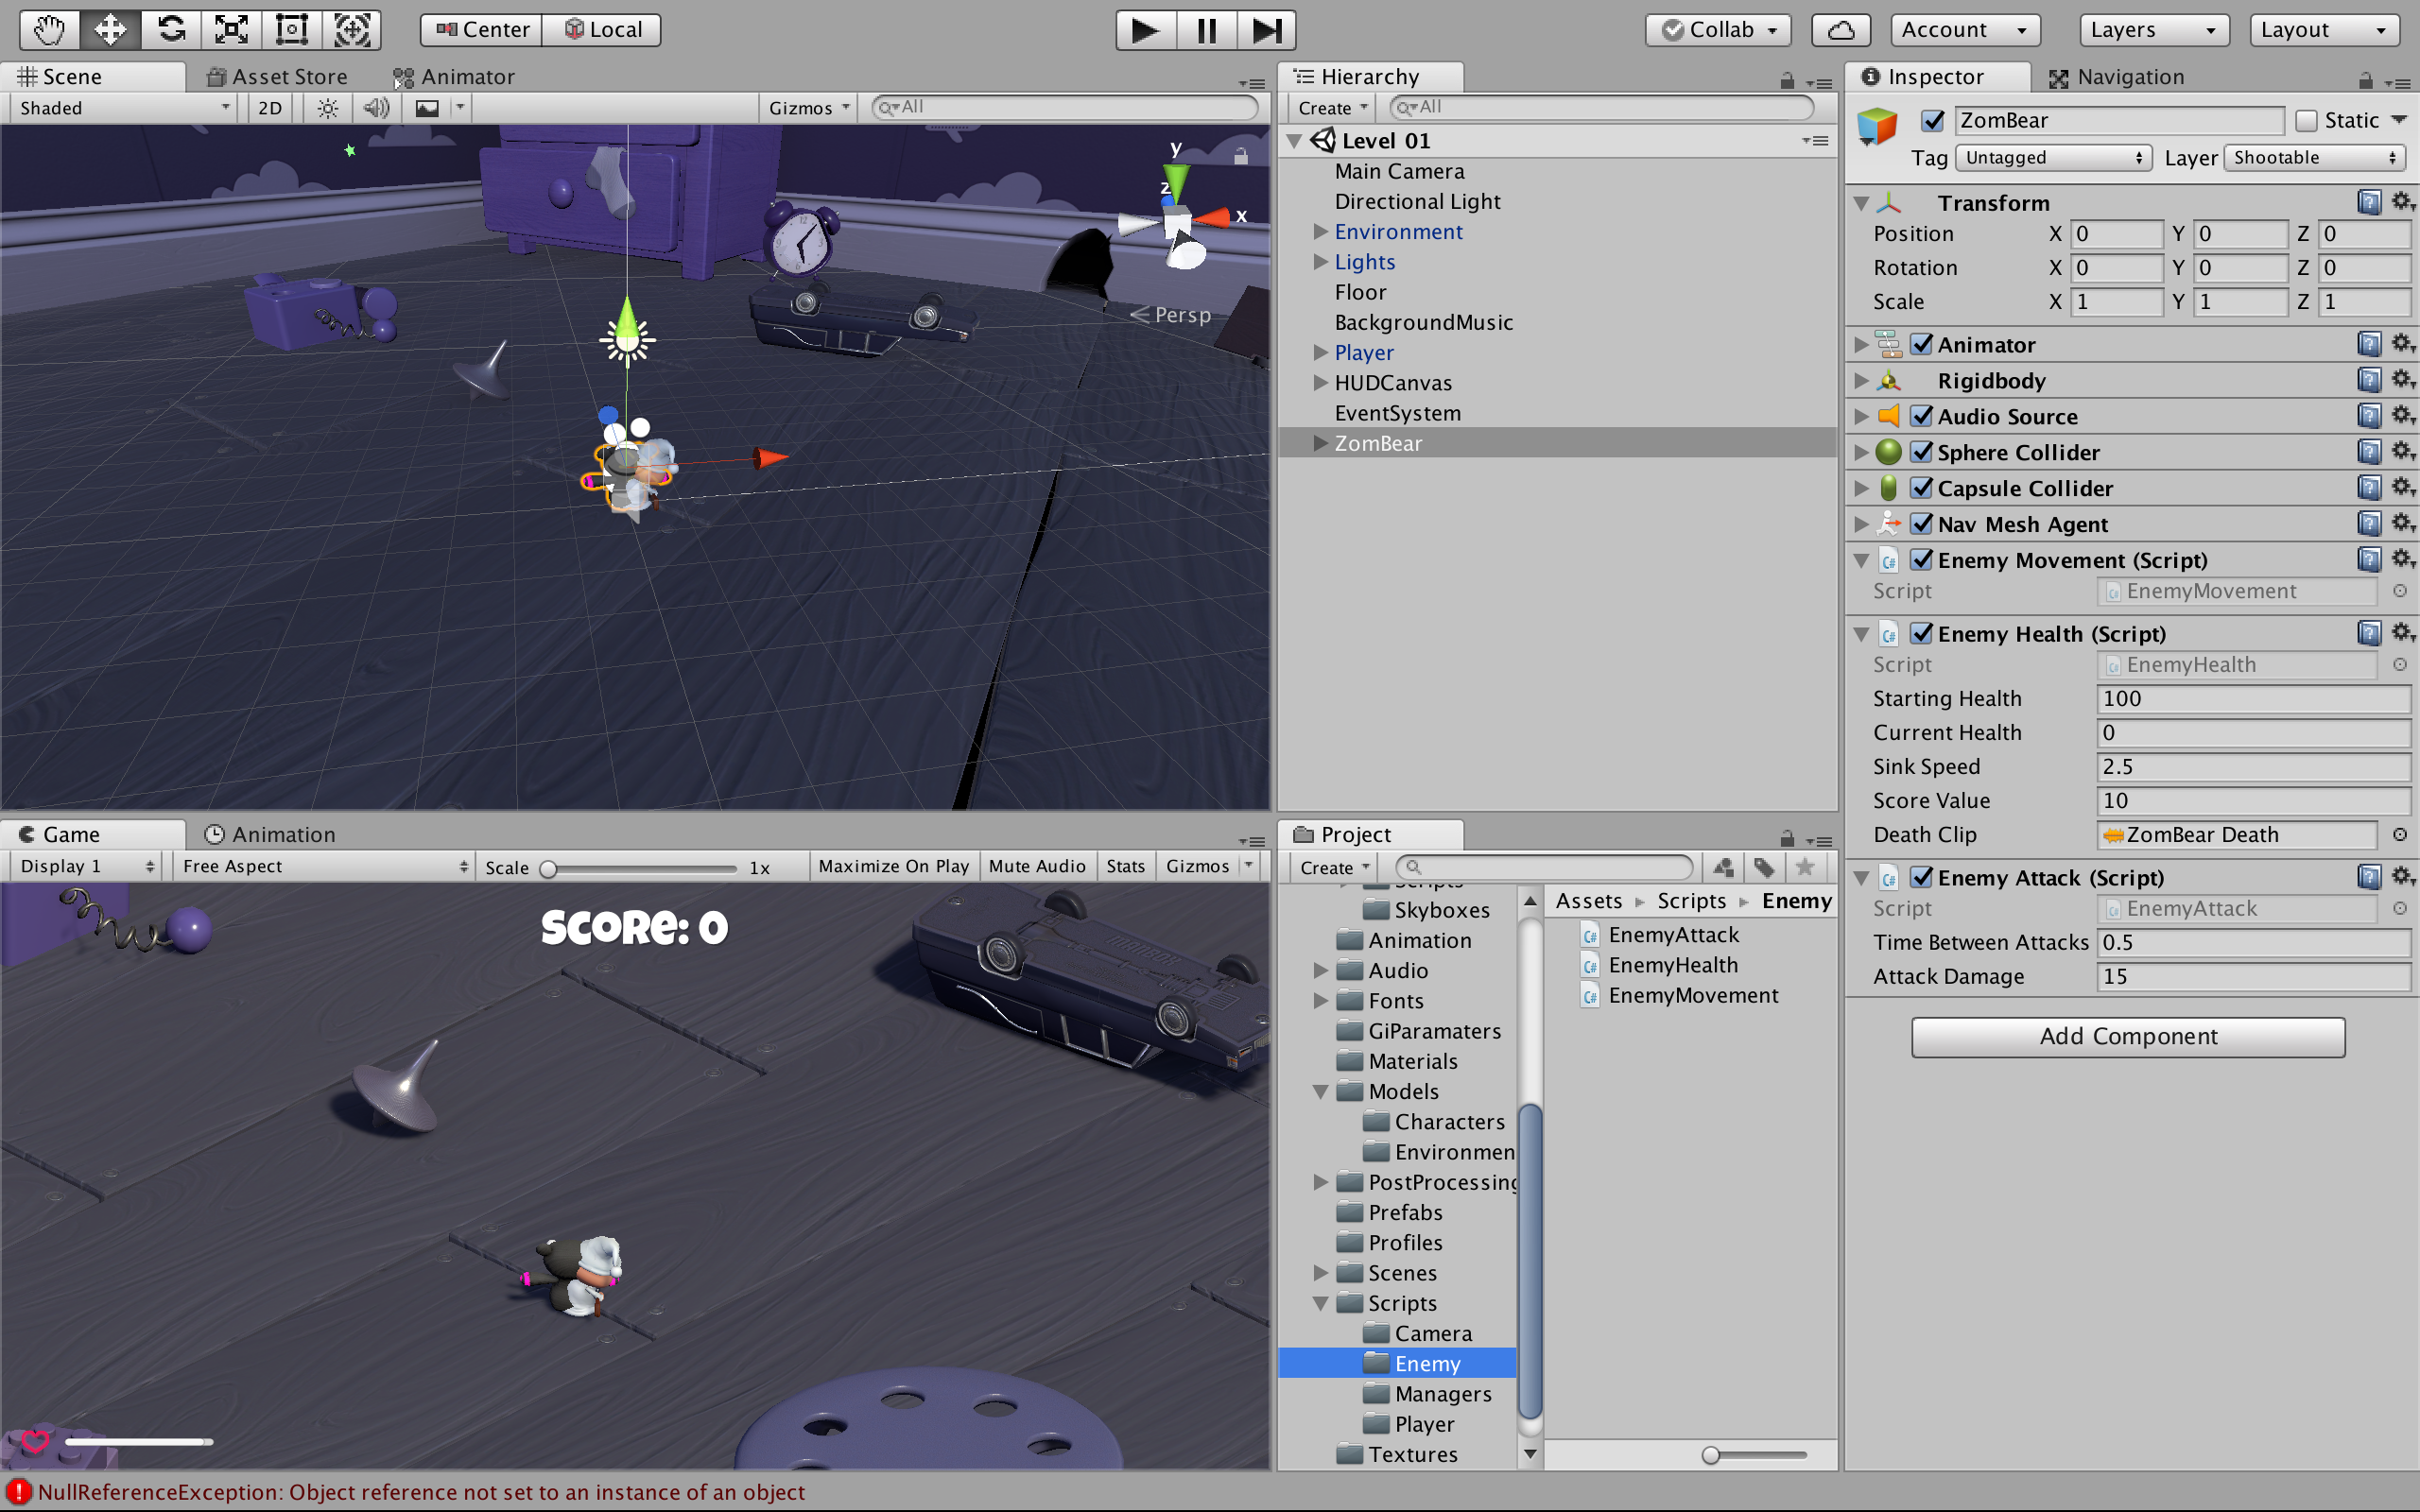 Center Local Collab Account Layers Layout
Scene Asset Store Animator
Shaded 2D Gizmos All
y
z
x
Persp
Game Animation
Display 1 Free Aspect Scale 1x Maximize On Play Mute Audio Stats Gizmos
SCORE: 0
Hierarchy
Create All
Level 01
Main Camera
Directional Light
Environment
Lights
Floor
BackgroundMusic
Player
HUDCanvas
EventSystem
ZomBear
Project
Create
Scripts
Skyboxes
Animation
Audio
Fonts
GiParamaters
Materials
Models
Characters
Environmen
PostProcessing
Prefabs
Profiles
Scenes
Scripts
Camera
Enemy
Managers
Player
Textures
Assets Scripts Enemy
EnemyAttack
EnemyHealth
EnemyMovement
Inspector Navigation
ZomBear Static
Tag Untagged Layer Shootable
Transform
Position X 0 Y 0 Z 0
Rotation X 0 Y 0 Z 0
Scale X 1 Y 1 Z 1
Animator
Rigidbody
Audio Source
Sphere Collider
Capsule Collider
Nav Mesh Agent
Enemy Movement (Script)
Script EnemyMovement
Enemy Health (Script)
Script EnemyHealth
Starting Health 100
Current Health 0
Sink Speed 2.5
Score Value 10
Death Clip ZomBear Death
Enemy Attack (Script)
Script EnemyAttack
Time Between Attacks 0.5
Attack Damage 15
Add Component
NullReferenceException: Object reference not set to an instance of an object